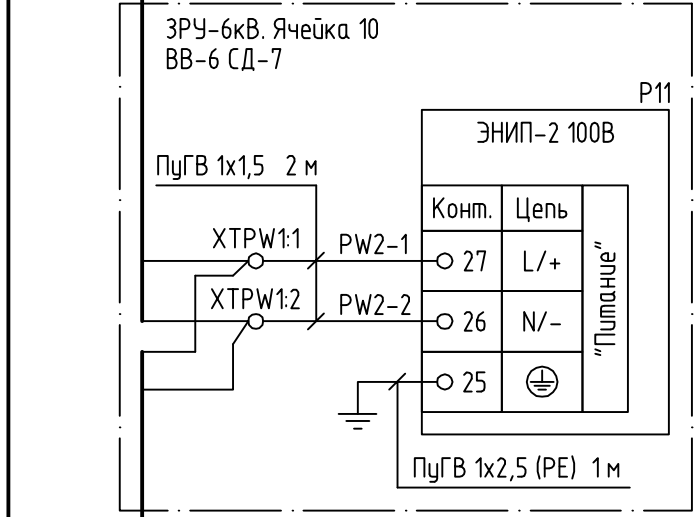 ЗРУ-6кВ. Ячейка 10
ВВ-6 СД-7
P11
ЭНИП-2 100В
ПуГВ 1х1,5 2 м
Конт. Цепь
XTPW1:1 PW2-1 27 L/+
"Питание"
XTPW1:2 PW2-2 26 N/-
25
ПуГВ 1х2,5 (PE) 1 м